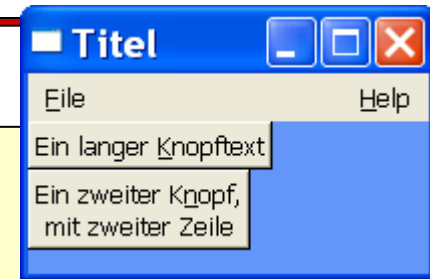 Titel
File Help
Ein langer Knopftext
Ein zweiter Knopf,
mit zweiter Zeile